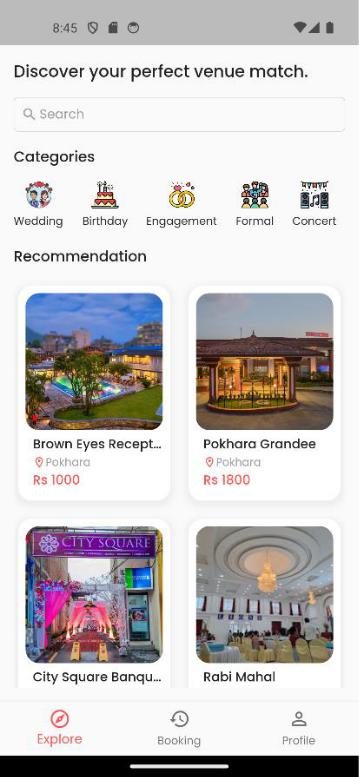 8:45
Discover your perfect venue match.
Search
Categories
Wedding Birthday Engagement Formal Concert
Recommendation
Brown Eyes Recept...
Pokhara
Rs 1000
Pokhara Grandee
Pokhara
Rs 1800
CITY SQUARE
City Square Banqu...
Rabi Mahal
Explore Booking Profile